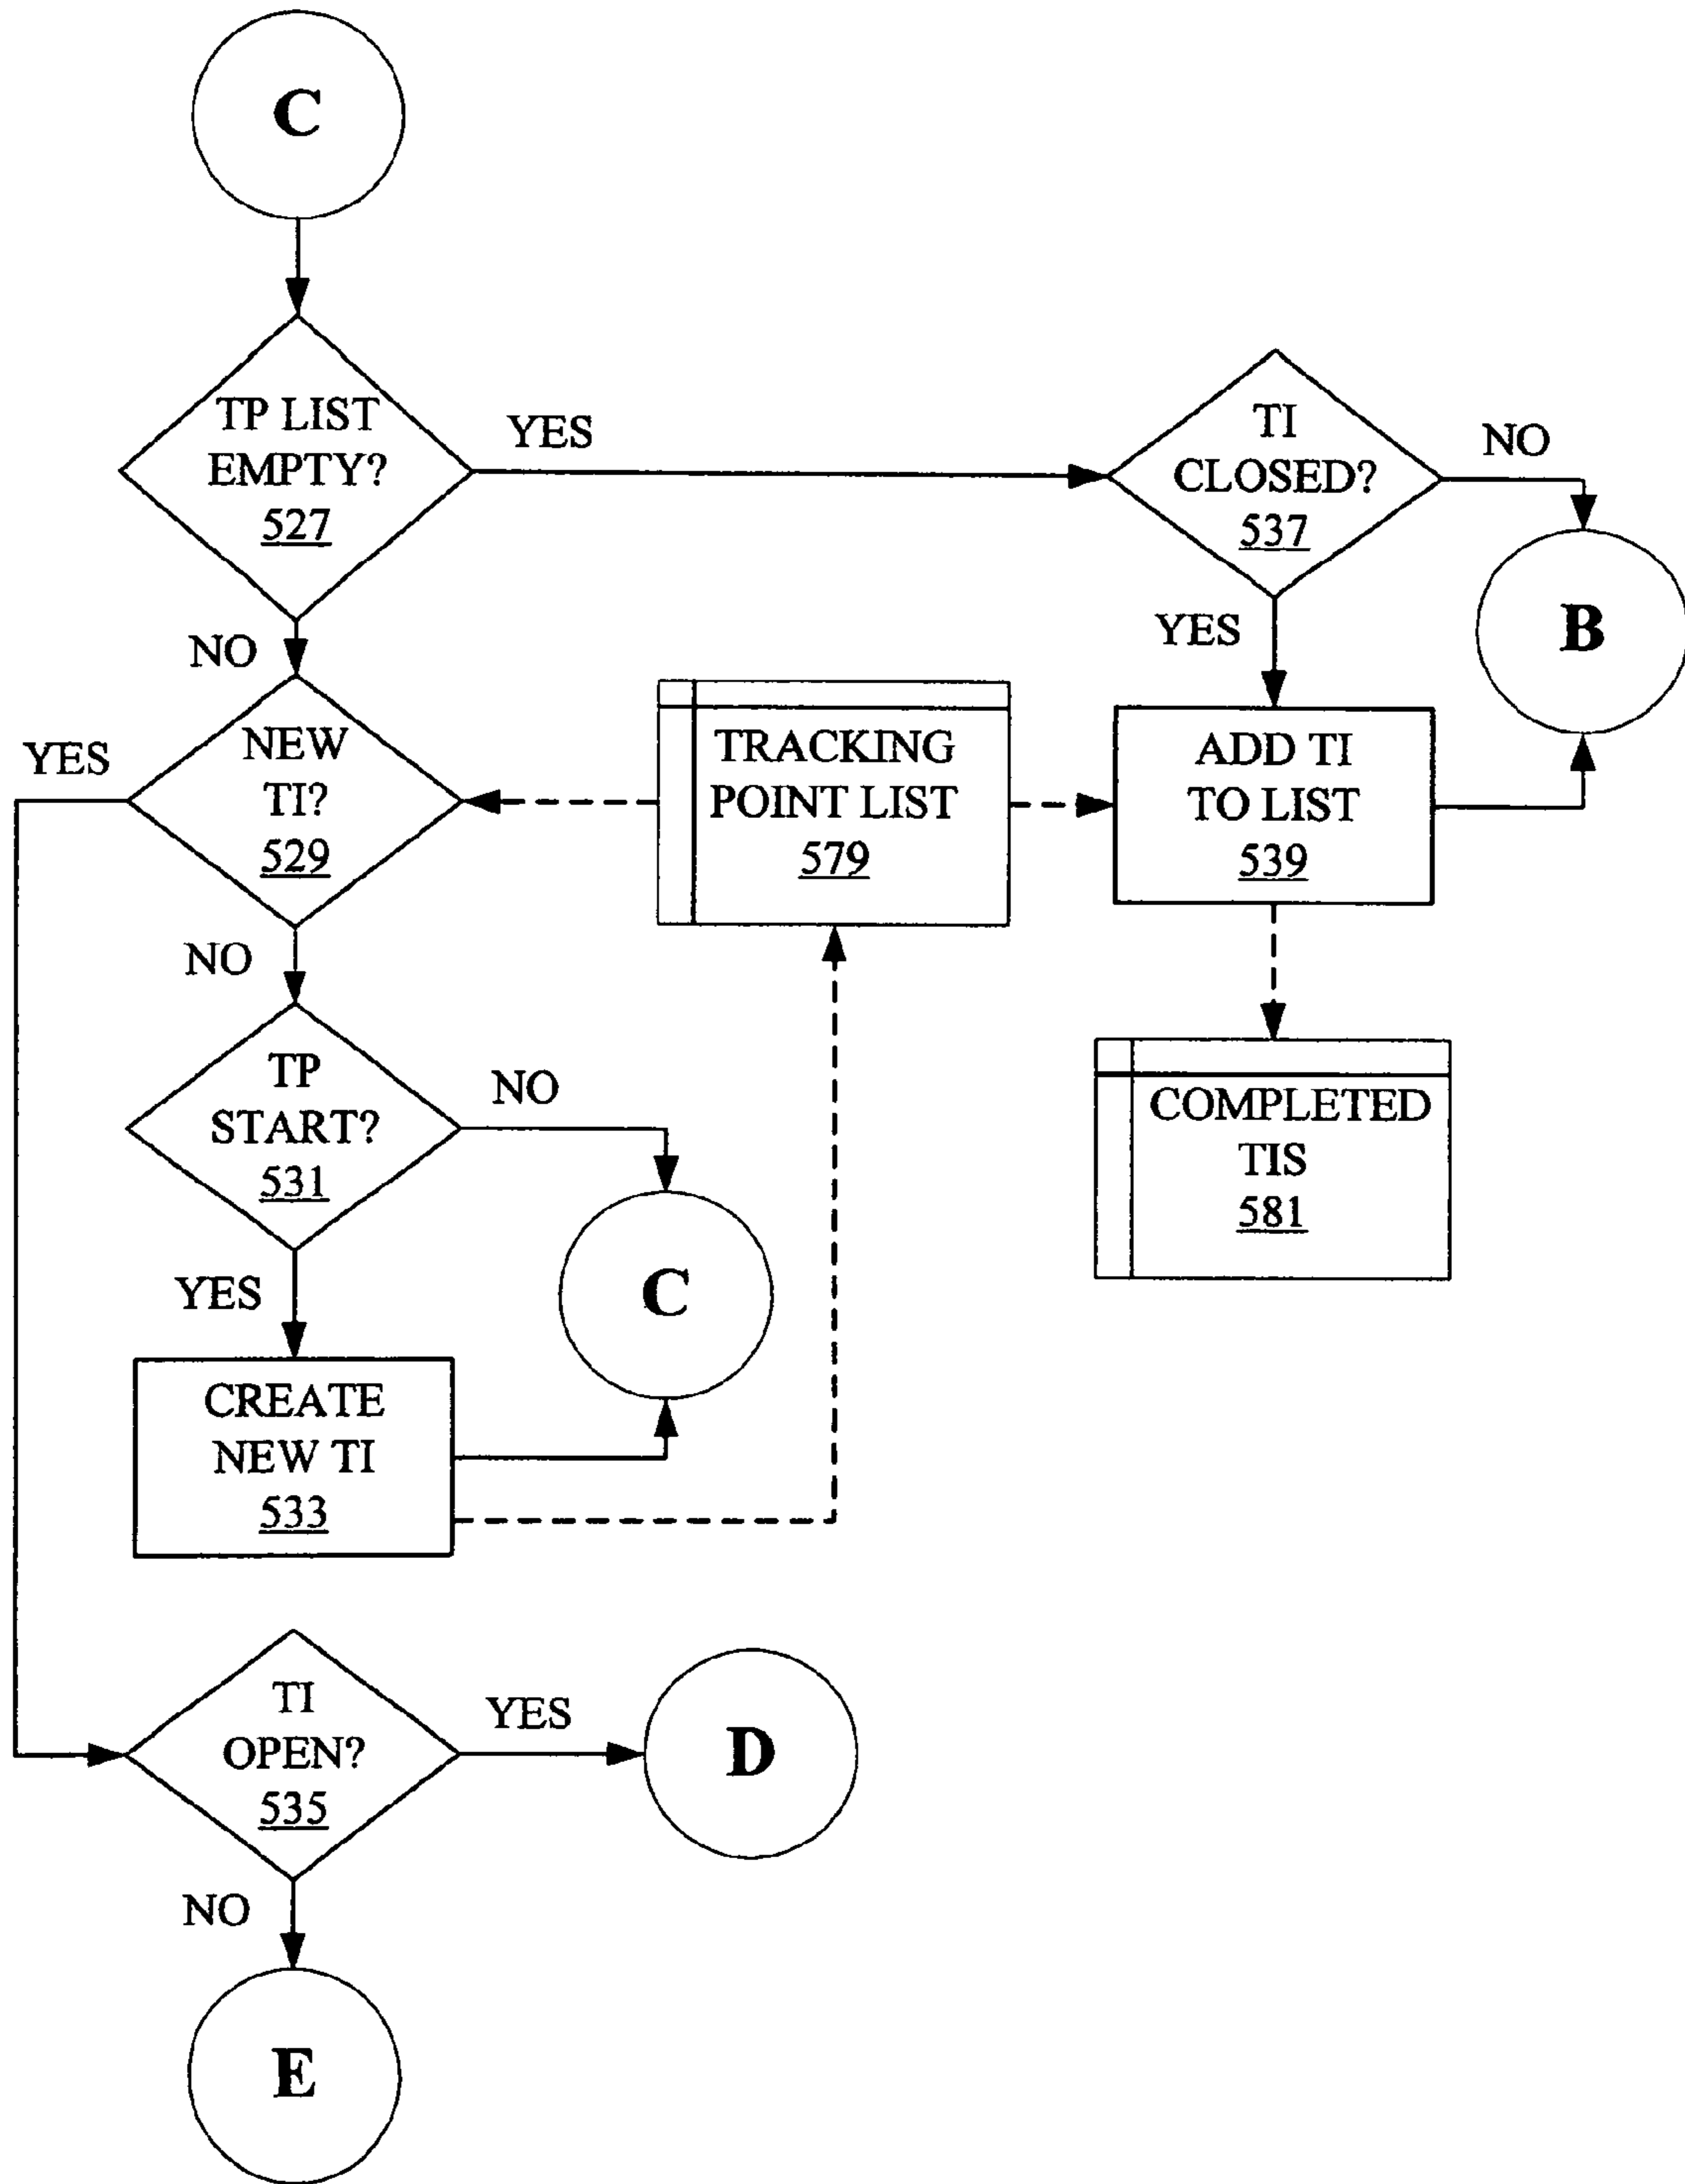 C
TP LIST
EMPTY?
527
YES
NO
TI
CLOSED?
537
NO
YES
B
NEW
TI?
529
YES
NO
TRACKING
POINT LIST
579
ADD TI
TO LIST
539
COMPLETED
TIS
581
TP
START?
531
NO
YES
C
CREATE
NEW TI
533
TI
OPEN?
535
YES
D
NO
E